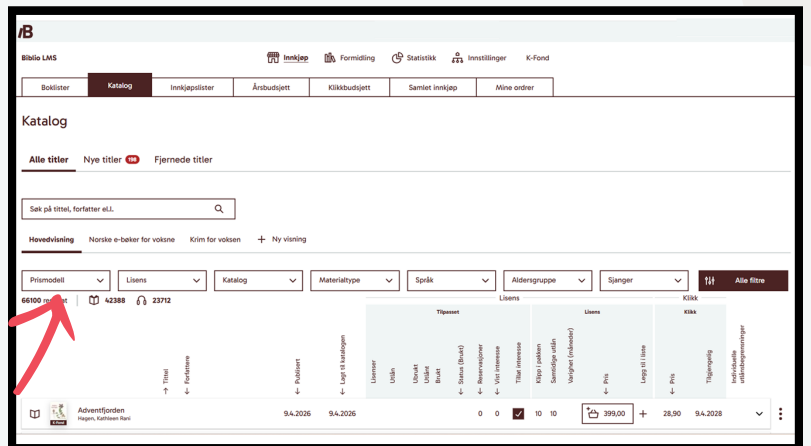 B
Biblio LMS
Innkjøp Formidling Statistikk Innstillinger K-Fond
Boklister Katalog Innkjøpslister Årsbudsjett Klikkbudsjett Samlet innkjøp Mine ordrer
Katalog
Alle titler Nye titler 198 Fjernede titler
Søk på tittel, forfatter el.l.
Hovedvisning Norske e-bøker for voksne Krim for voksen + Ny visning
Prismodell Lisens Katalog Materialtype Språk Aldersgruppe Sjanger Alle filtre
66100 42388 23712
Lisens Klikk
Tilpasset Lisens Klikk
Tittel
Forfattere
Publisert
Lagt til katalogen
Lisenser
Utlån
Ubrukt
Utlånt
Brukt
Status (Brukt)
Reservasjoner
Vist interesse
Tillat interesse
Klipp i pakken
Samtidige utlån
Varighet (måneder)
Pris
Legg til i liste
Pris
Tilgjengelig
Individuelle
utlånsbegrensninger
Adventfjorden 9.4.2026 9.4.2026 0 0 10 10 399,00 + 28,90 9.4.2028
Hagen, Kathleen Rani
K-Fond